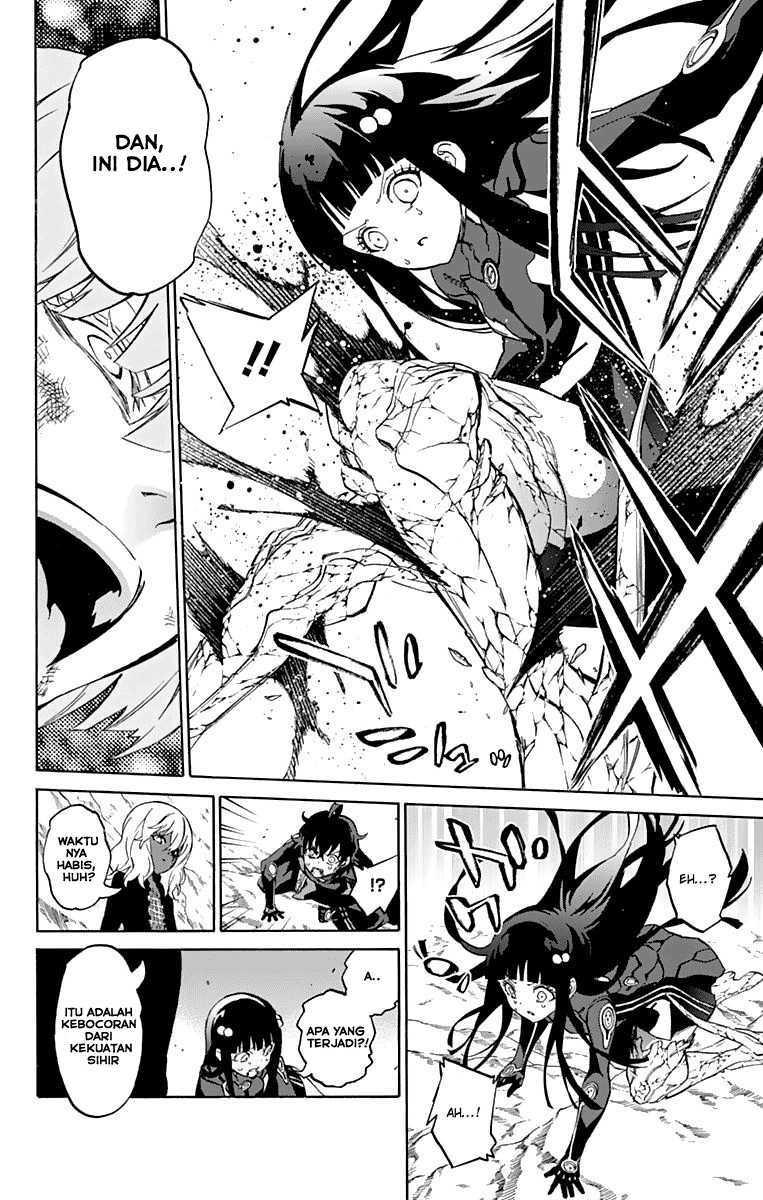 DAN,
INI DIA..!
!!
EH...?
!?
WAKTU
NYA
HABIS,
HUH?
AH...!
A..
APA YANG
TERJADI?!
ITU ADALAH
KEBOCORAN
DARI
KEKUATAN
SIHIR